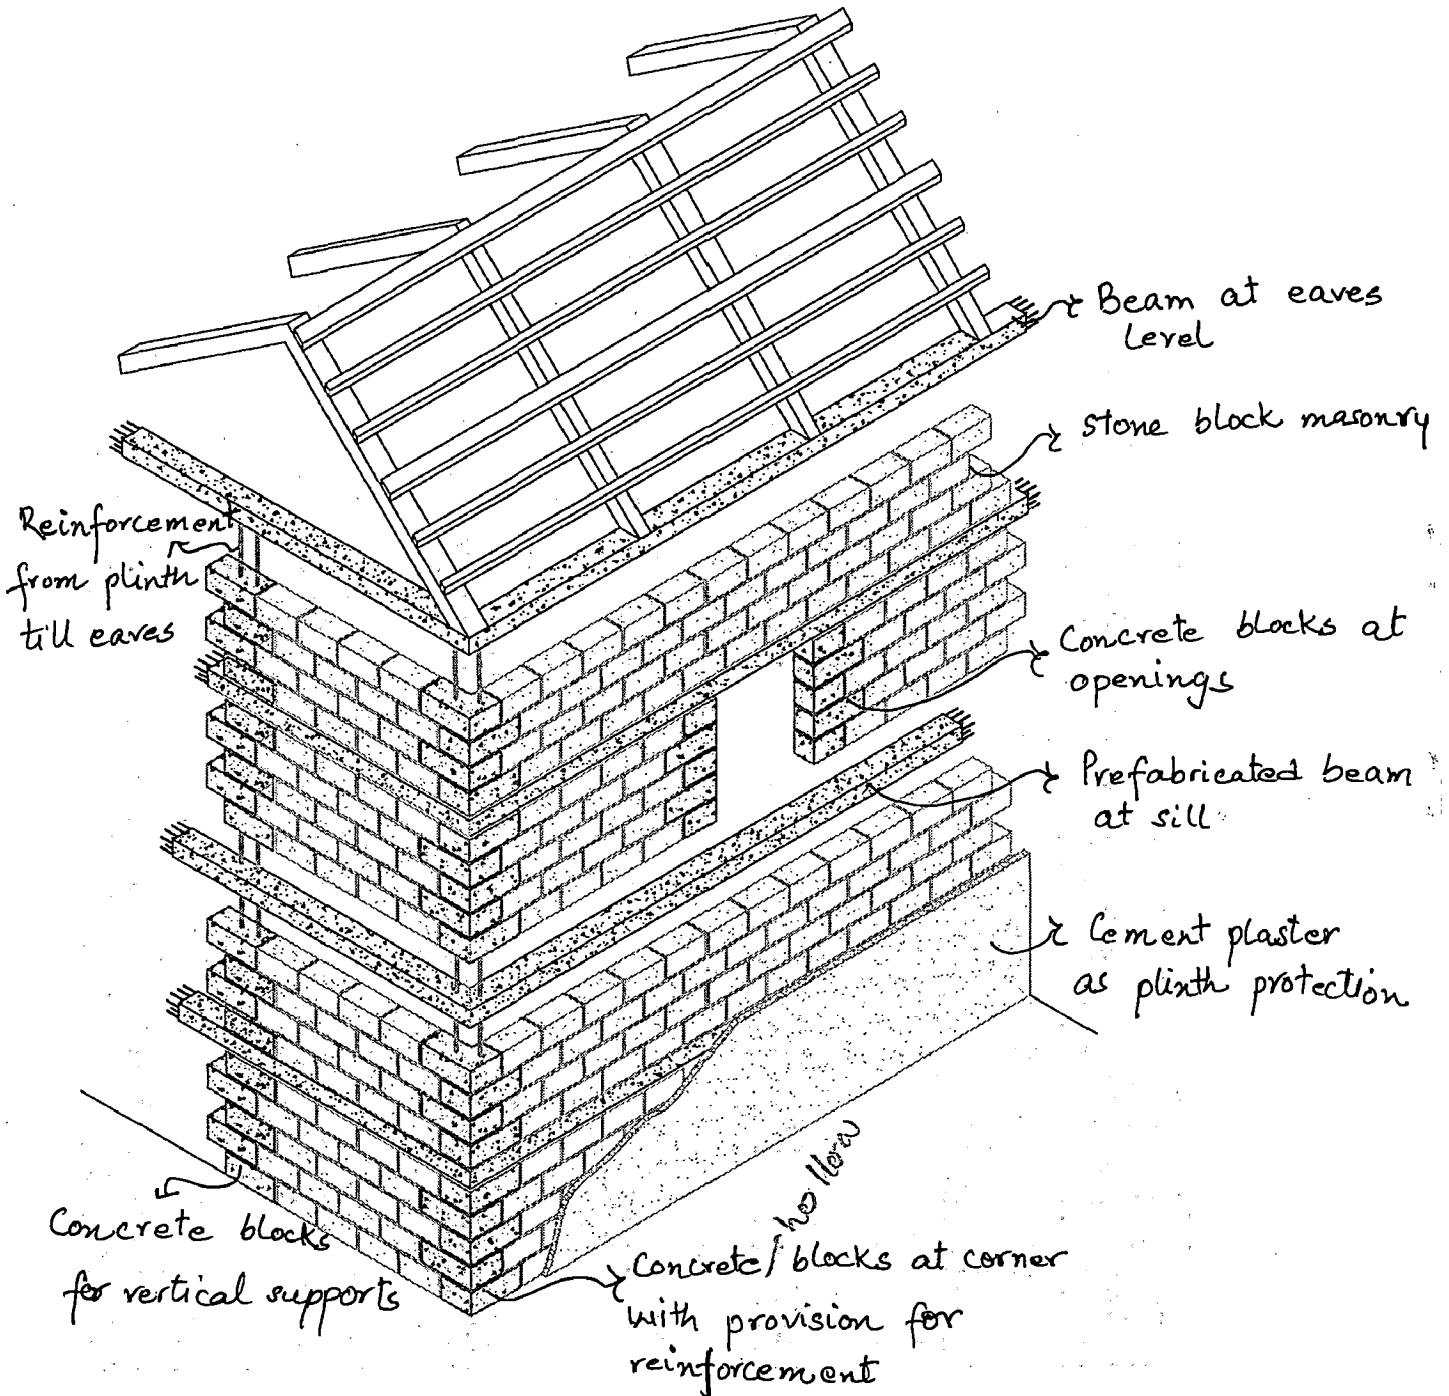 Beam at eaves
Level
stone block masonry
Reinforcement
from plinth
till eaves
Concrete blocks at
openings
Prefabricated beam
at sill
Cement plaster
as plinth protection
Concrete blocks
for vertical supports
Concrete / blocks at corner
with provision for
reinforcement